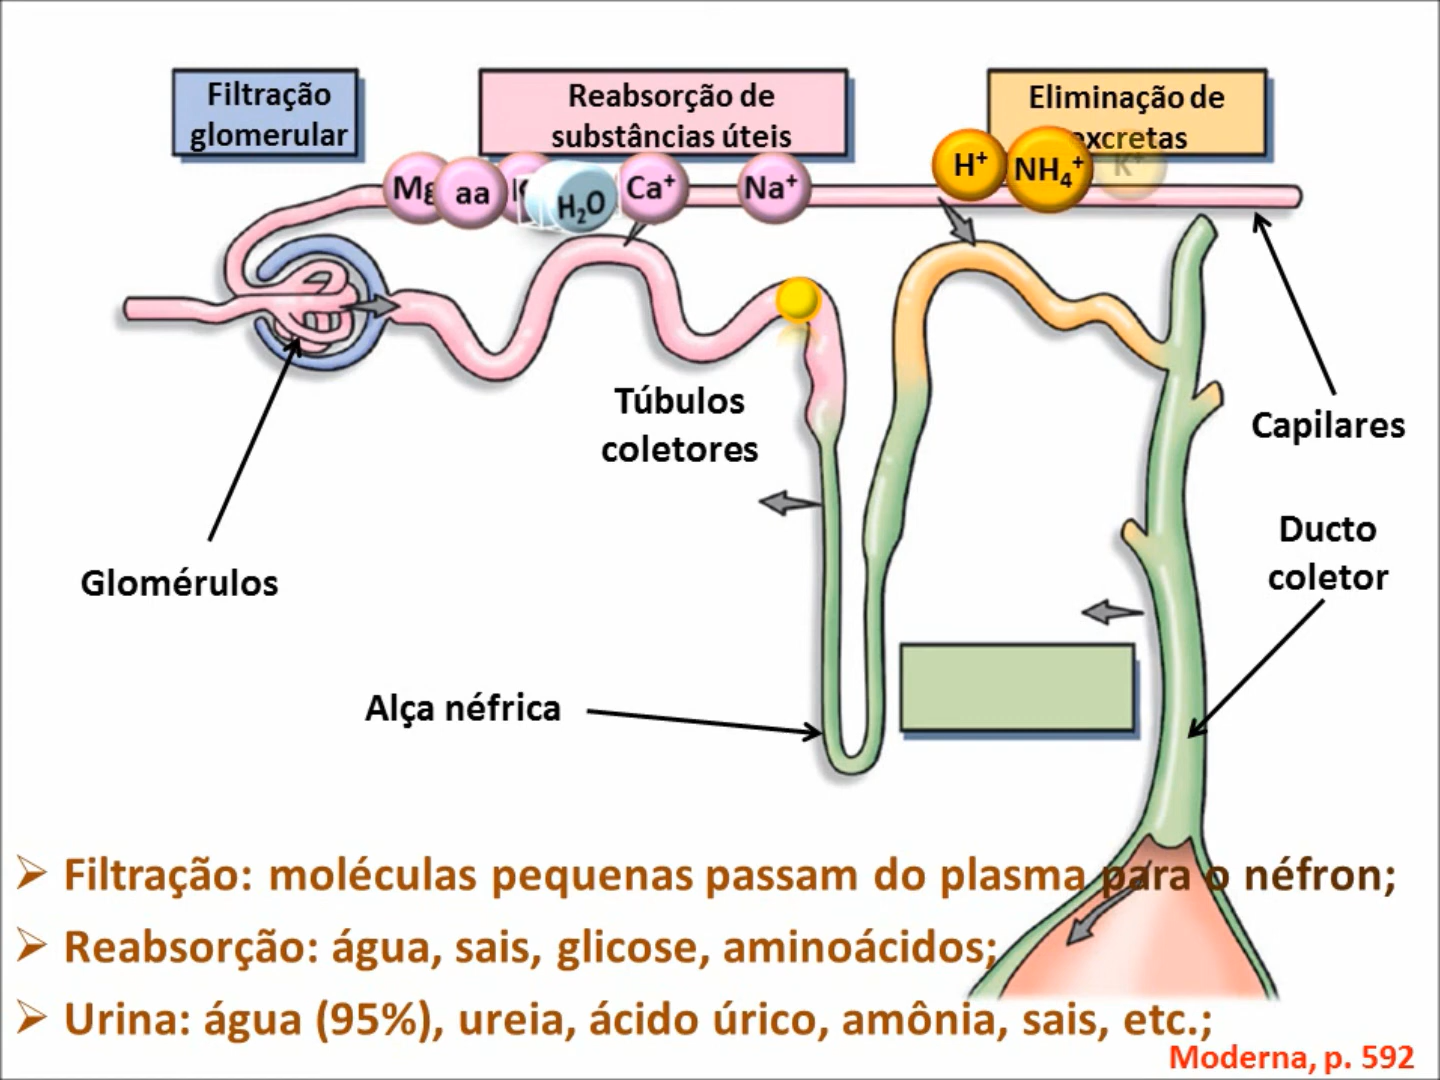 Filtração
glomerular
Reabsorção de
substâncias úteis
Eliminação de
excretas
Mg
aa
H₂O
Ca⁺
Na⁺
H⁺
NH₄⁺
K⁺
Túbulos
coletores
Capilares
Glomérulos
Ducto
coletor
Alça néfrica
➢ Filtração: moléculas pequenas passam do plasma para o néfron;
➢ Reabsorção: água, sais, glicose, aminoácidos;
➢ Urina: água (95%), ureia, ácido úrico, amônia, sais, etc.;
Moderna, p. 592